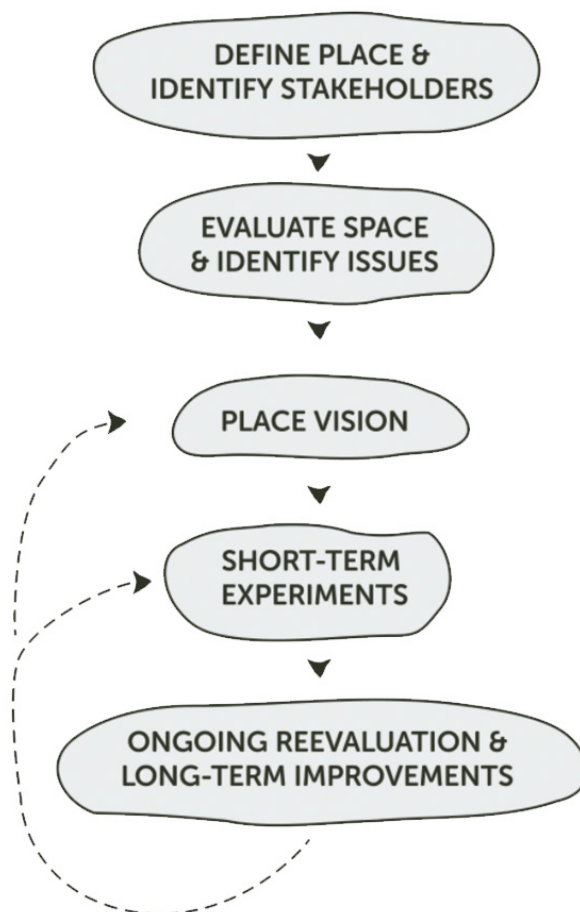 DEFINE PLACE &
IDENTIFY STAKEHOLDERS
EVALUATE SPACE
& IDENTIFY ISSUES
PLACE VISION
SHORT-TERM
EXPERIMENTS
ONGOING REEVALUATION &
LONG-TERM IMPROVEMENTS